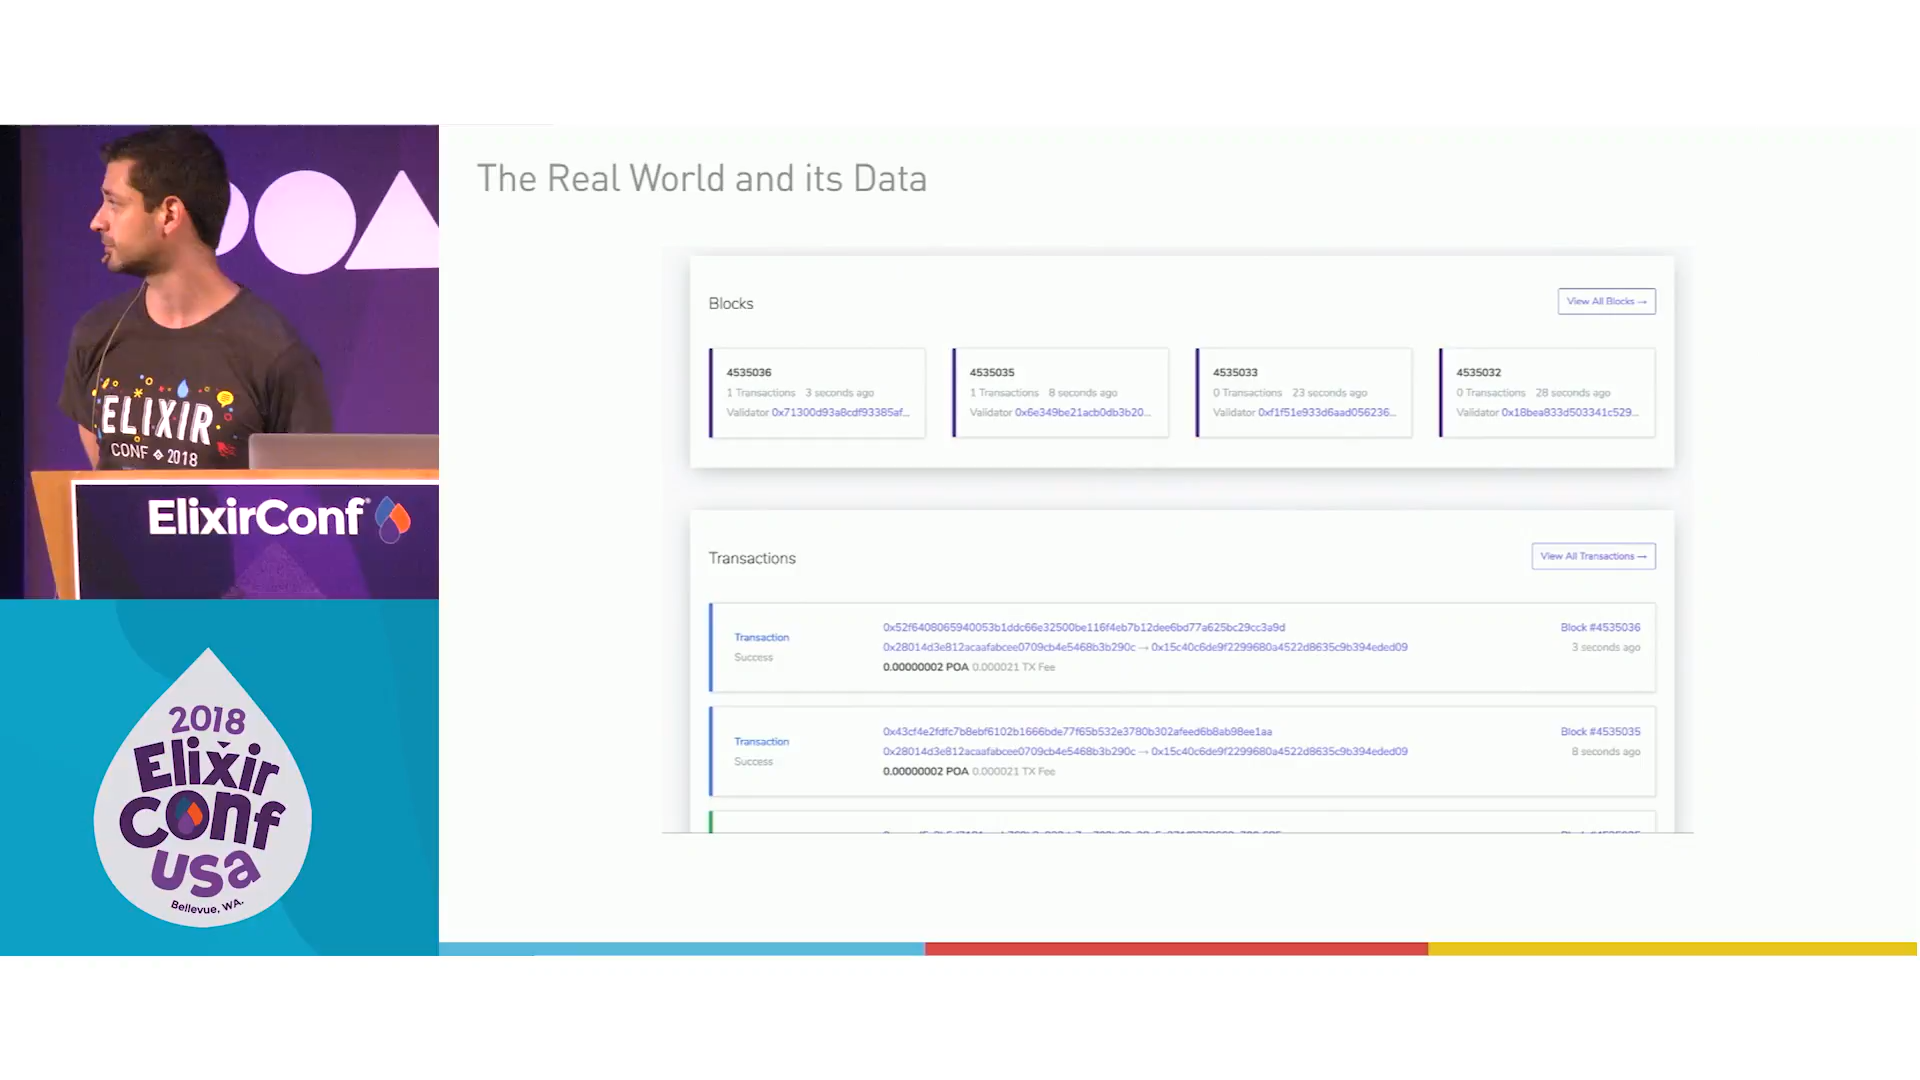 The Real World and its Data
Blocks
View All Blocks →
4535036
1 Transactions 3 seconds ago
Validator 0x71300d93a8cdf93385af...
4535035
1 Transactions 8 seconds ago
Validator 0x6e349be21acb0db3b20...
4535033
0 Transactions 23 seconds ago
Validator 0xf1f51e933d6aad056236...
4535032
0 Transactions 28 seconds ago
Validator 0x18bea833d503341c529...
Transactions
View All Transactions →
Transaction
Success
0x52f6408065940053b1ddc66e32500be116f4eb7b12dee6bd77a625bc29cc3a9d
0x28014d3e812acaafabcee0709cb4e5468b3b290c → 0x15c40c6de9f2299680a4522d8635c9b394eded09
0.00000002 POA 0.000021 TX Fee
Block #4535036
3 seconds ago
Transaction
Success
0x43cf4e2fdfc7b8ebf6102b1666bde77f65b532e3780b302afeed6b8ab98ee1aa
0x28014d3e812acaafabcee0709cb4e5468b3b290c → 0x15c40c6de9f2299680a4522d8635c9b394eded09
0.00000002 POA 0.000021 TX Fee
Block #4535035
8 seconds ago
ELIXIR
CONF 2018
ElixirConf
2018
Elixir
Conf
USA
Bellevue, WA.